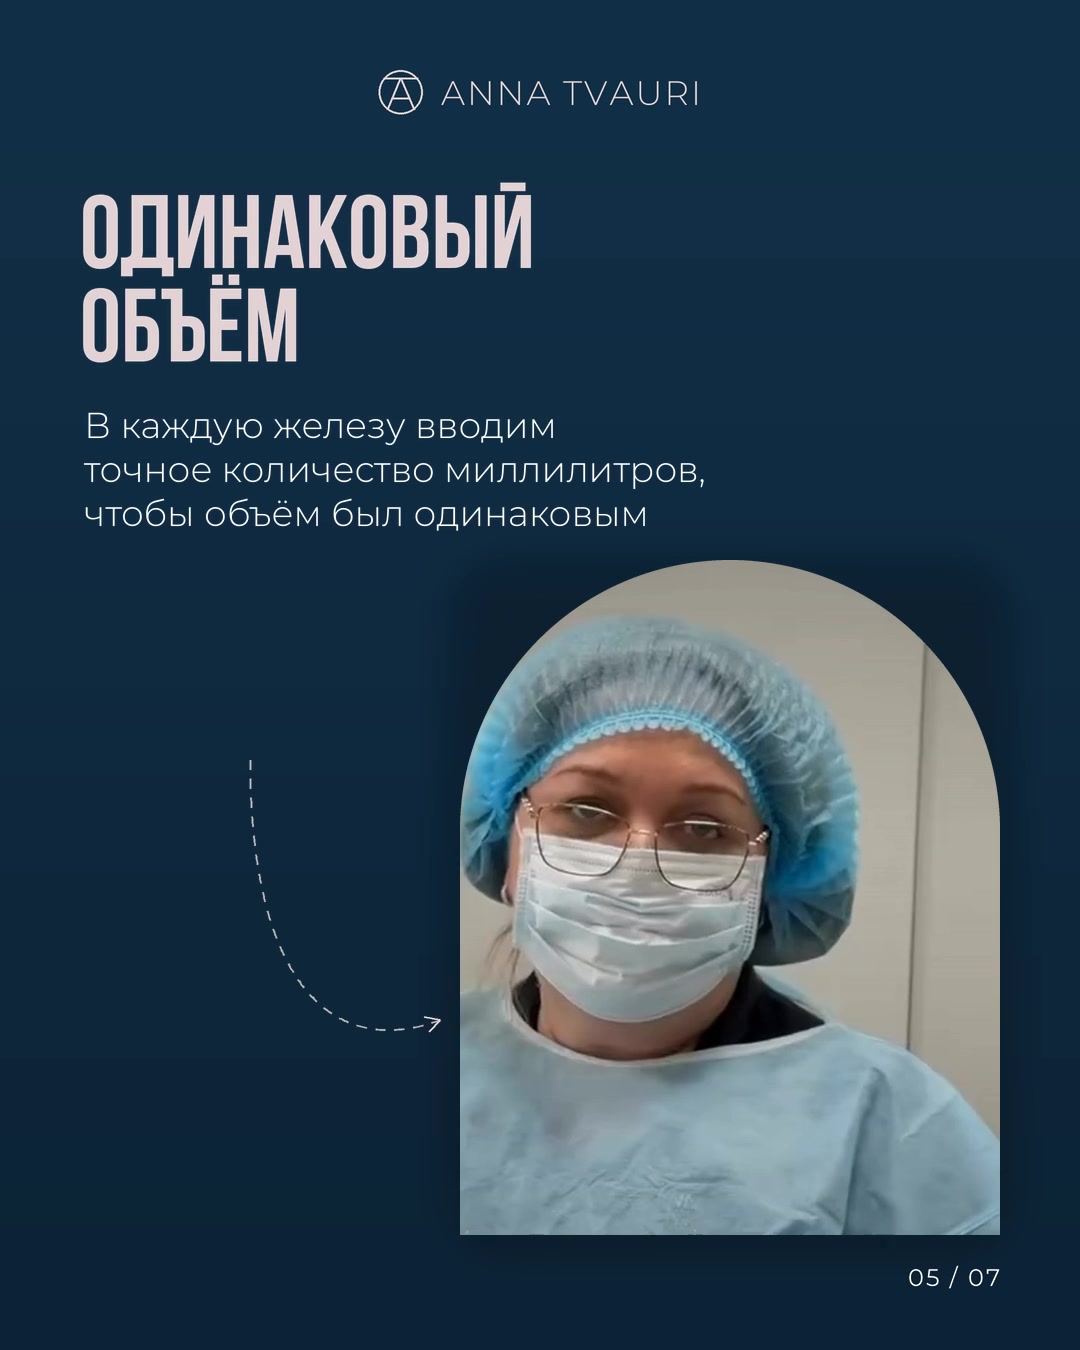 ANNA TVAURI
ОДИНАКОВЫЙ
ОБЪЁМ
В каждую железу вводим
точное количество миллилитров,
чтобы объём был одинаковым
05 / 07